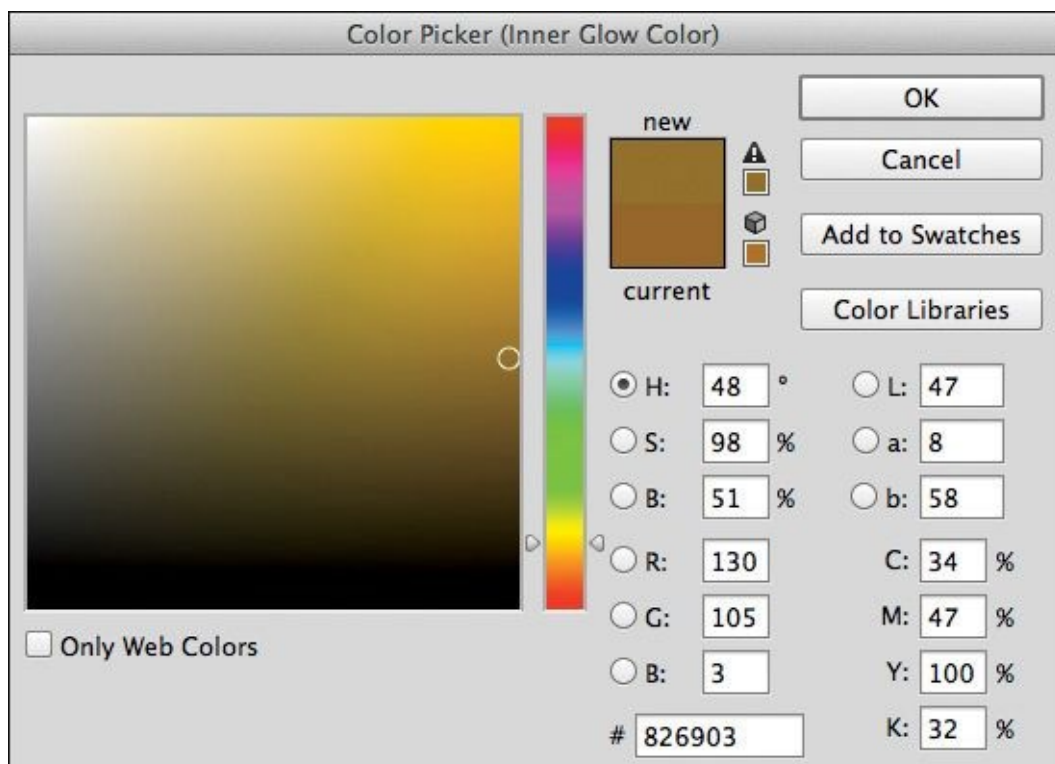 Color Picker (Inner Glow Color)
new
current
OK
Cancel
Add to Swatches
Color Libraries
H: 48 °
S: 98 %
B: 51 %
R: 130
G: 105
B: 3
# 826903
L: 47
a: 8
b: 58
C: 34 %
M: 47 %
Y: 100 %
K: 32 %
Only Web Colors